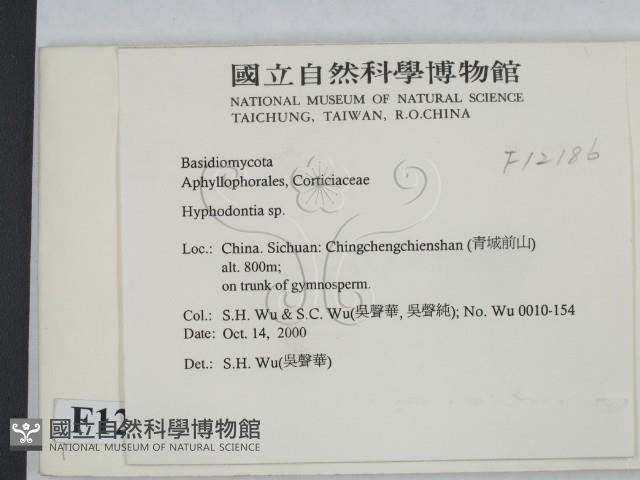 國立自然科學博物館
NATIONAL MUSEUM OF NATURAL SCIENCE
TAICHUNG, TAIWAN, R.O.CHINA
F12186
Basidiomycota
Aphyllophorales, Corticiaceae
Hyphodontia sp.
Loc.: China. Sichuan: Chingchengchienshan (青城前山)
alt. 800m;
on trunk of gymnosperm.
Col.: S.H. Wu & S.C. Wu(吳聲華, 吳聲純); No. Wu 0010-154
Date: Oct. 14, 2000
Det.: S.H. Wu(吳聲華)
F12
國立自然科學博物館
NATIONAL MUSEUM OF NATURAL SCIENCE